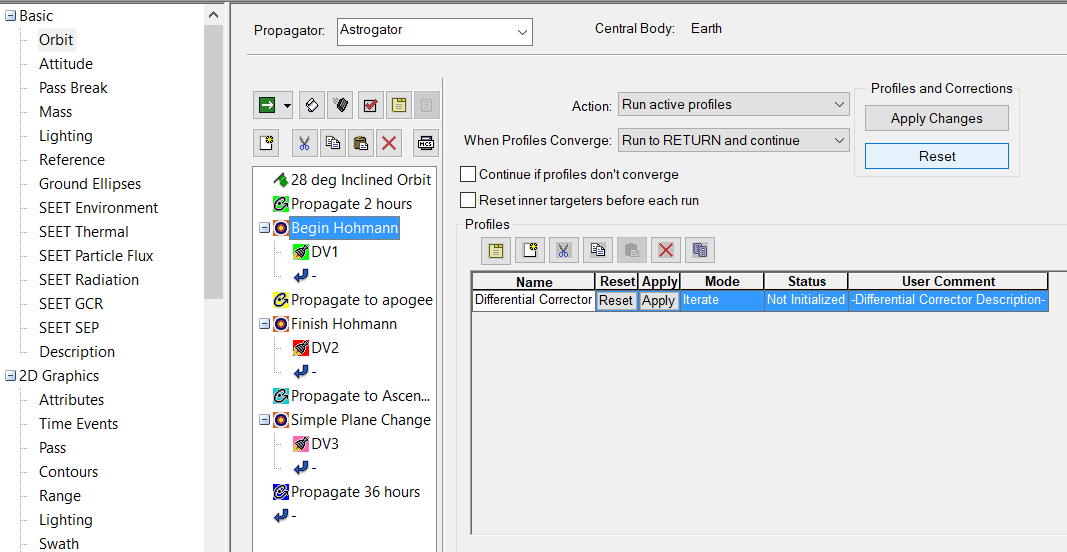 Basic
Orbit
Attitude
Pass Break
Mass
Lighting
Reference
Ground Ellipses
SEET Environment
SEET Thermal
SEET Particle Flux
SEET Radiation
SEET GCR
SEET SEP
Description
2D Graphics
Attributes
Time Events
Pass
Contours
Range
Lighting
Swath
Propagator: Astrogator Central Body: Earth
MCS
28 deg Inclined Orbit
Propagate 2 hours
Begin Hohmann
DV1
-
Propagate to apogee
Finish Hohmann
DV2
-
Propagate to Ascen...
Simple Plane Change
DV3
-
Propagate 36 hours
-
Action: Run active profiles
When Profiles Converge: Run to RETURN and continue
Continue if profiles don't converge
Reset inner targeters before each run
Profiles and Corrections
Apply Changes
Reset
Profiles
Name Reset Apply Mode Status User Comment
Differential Corrector Reset Apply Iterate Not Initialized -Differential Corrector Description-